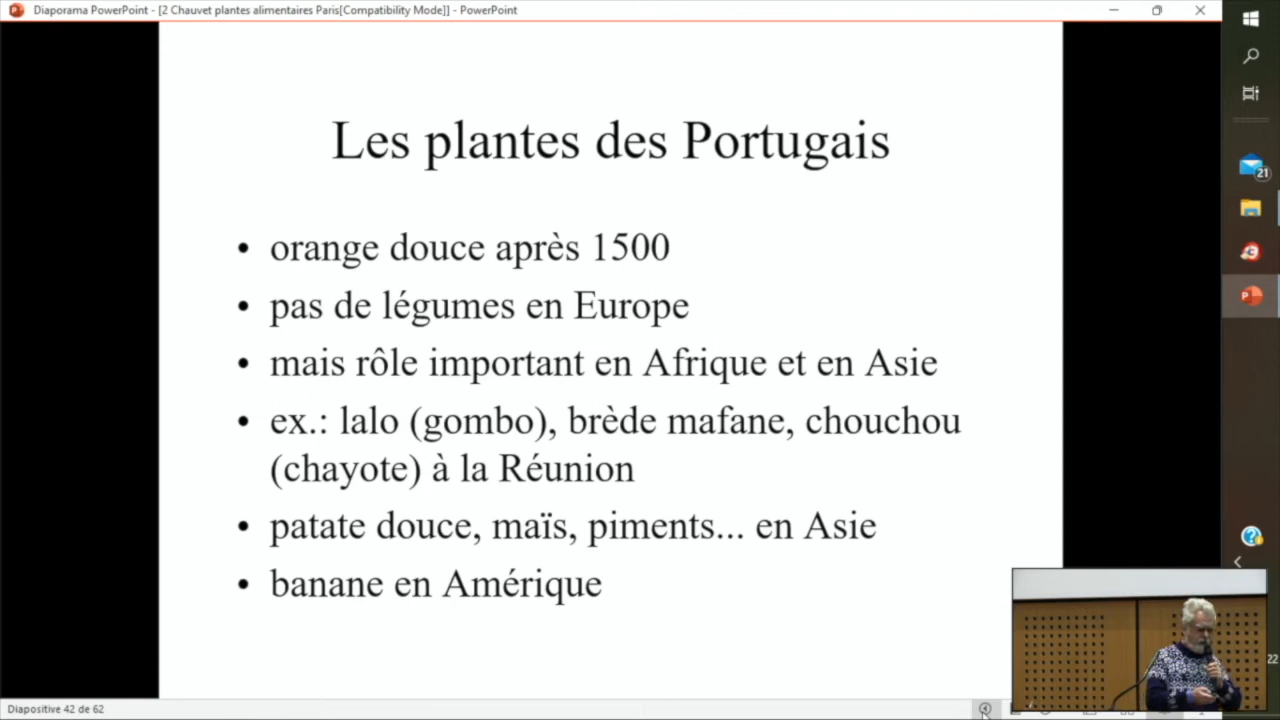 Diaporama PowerPoint - [2 Chauvet plantes alimentaires Paris[Compatibility Mode]] - PowerPoint
Les plantes des Portugais
• orange douce après 1500
• pas de légumes en Europe
• mais rôle important en Afrique et en Asie
• ex.: lalo (gombo), brède mafane, chouchou
(chayote) à la Réunion
• patate douce, maïs, piments... en Asie
• banane en Amérique
21
22
Diapositive 42 de 62